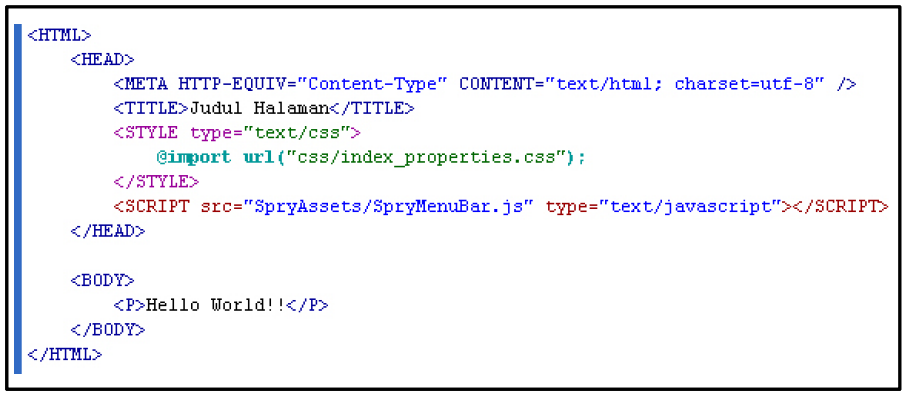 <HTML>
<HEAD>
<META HTTP-EQUIV="Content-Type" CONTENT="text/html; charset=utf-8" />
<TITLE>Judul Halaman</TITLE>
<STYLE type="text/css">
@import url("css/index_properties.css");
</STYLE>
<SCRIPT src="SpryAssets/SpryMenuBar.js" type="text/javascript"></SCRIPT>
</HEAD>
<BODY>
<P>Hello World!!</P>
</BODY>
</HTML>